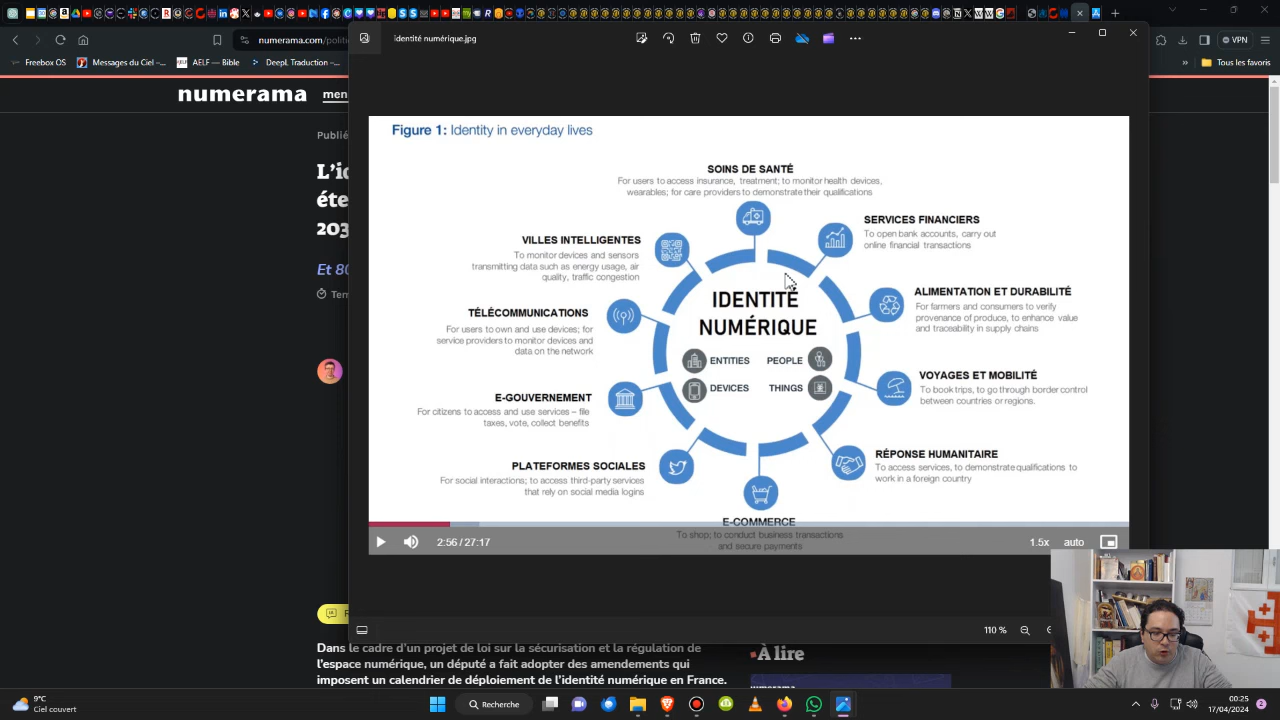 identité numérique.jpg
numerama.com/politi
VPN
Freebox OS
Messages du Ciel –...
AELF – Bible –...
Deepl. Traduction –...
numerama
men
Publié
L'ic
éte
203
Et 80
Tem
Figure 1: Identity in everyday lives
SOINS DE SANTÉ
For users to access insurance, treatment; to monitor health devices,
wearables; for care providers to demonstrate their qualifications
SERVICES FINANCIERS
To open bank accounts, carry out
online financial transactions
VILLES INTELLIGENTES
To monitor devices and sensors
transmitting data such as energy usage, air
quality, traffic congestion
ALIMENTATION ET DURABILITÉ
For farmers and consumers to verify
provenance of produce, to enhance value
and traceability in supply chains
TÉLÉCOMMUNICATIONS
For users to own and use devices; for
service providers to monitor devices and
data on the network
IDENTITÉ
NUMÉRIQUE
ENTITIES
PEOPLE
DEVICES
THINGS
VOYAGES ET MOBILITÉ
To book trips, to go through border control
between countries or regions.
E-GOUVERNEMENT
For citizens to access and use services – file
taxes, vote, collect benefits
RÉPONSE HUMANITAIRE
To access services, to demonstrate qualifications to
work in a foreign country
PLATEFORMES SOCIALES
For social interactions; to access third-party services
that rely on social media logins
E-COMMERCE
To shop; to conduct business transactions
and secure payments
2:56 / 27:17
1.5x
auto
110 %
Dans le cadre d'un projet de loi sur la sécurisation et la régulation de
l'espace numérique, un député a fait adopter des amendements qui
imposent un calendrier de déploiement de l'identité numérique en France.
À lire
numerama
9°C
Ciel couvert
Recherche
00:25
17/04/2024